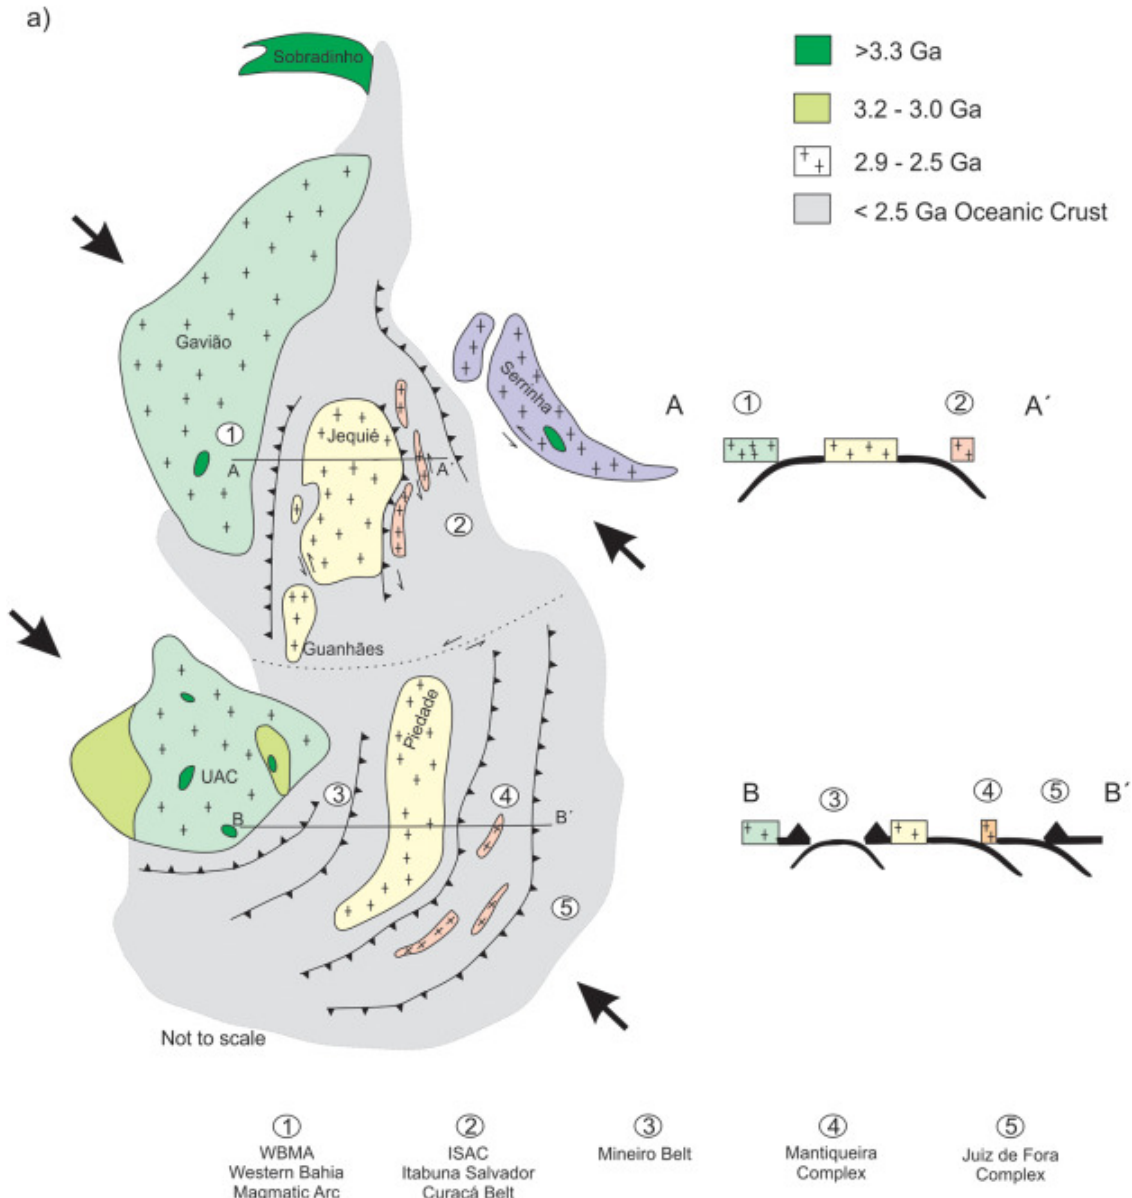 a)
Sobradinho
>3.3 Ga
3.2 - 3.0 Ga
2.9 - 2.5 Ga
< 2.5 Ga Oceanic Crust
Gavião
Serrinha
Jequié
1
A
A´
2
A
1
2
A´
Guanhães
Piedade
UAC
3
4
B
B´
5
B
3
4
5
B´
Not to scale
1
WBMA
Western Bahia
Magmatic Arc
2
ISAC
Itabuna Salvador
Curaçá Belt
3
Mineiro Belt
4
Mantiqueira
Complex
5
Juiz de Fora
Complex